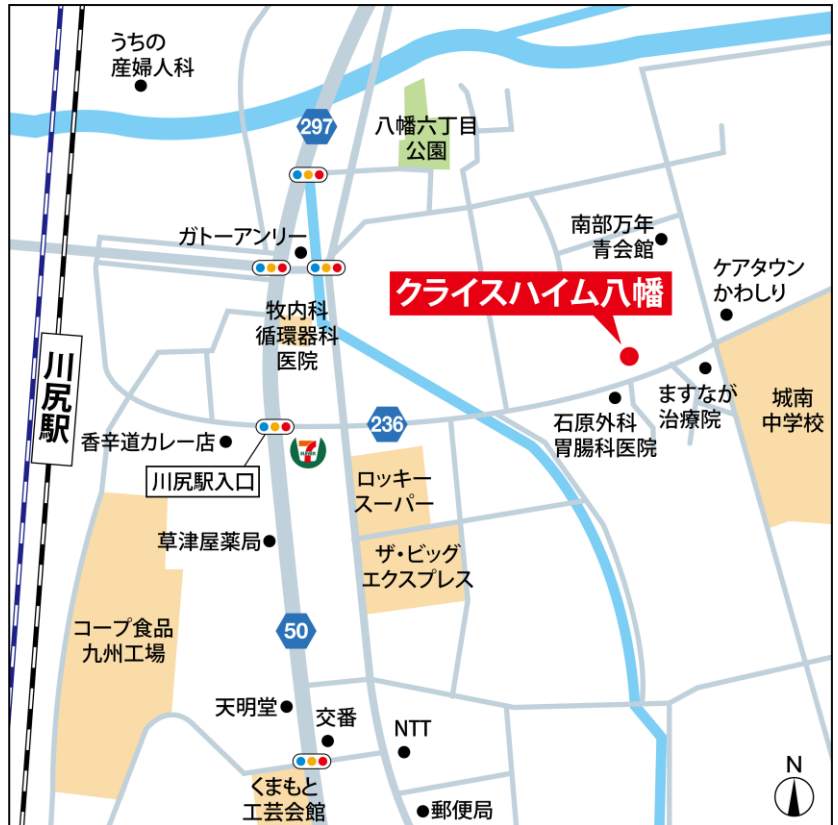 うちの
産婦人科
297
八幡六丁目
公園
ガトーアンリー
南部万年
青会館
ケアタウン
かわしり
クライスハイム八幡
牧内科
循環器科
医院
川尻駅
236
ますなが
治療院
城南
中学校
石原外科
胃腸科医院
香辛道カレー店
7
ELEVEN
川尻駅入口
ロッキー
スーパー
草津屋薬局
ザ・ビッグ
エクスプレス
50
コープ食品
九州工場
天明堂
交番
NTT
N
くまもと
工芸会館
郵便局